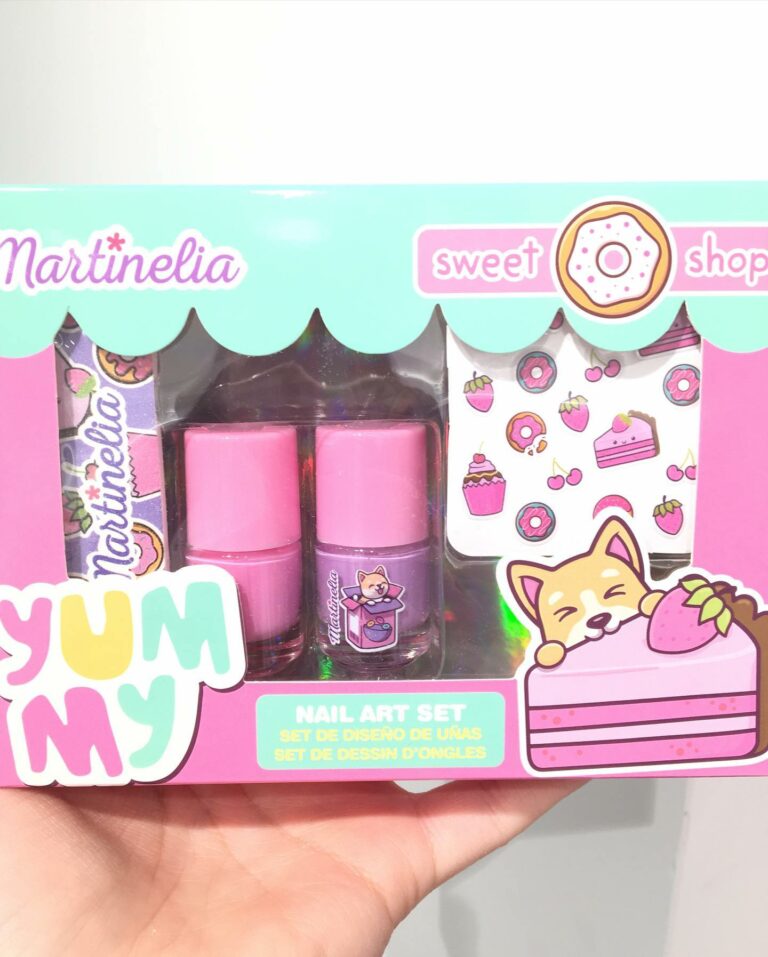 Martinelia
sweet shop
Martinelia
Martinelia
YUM
MY
NAIL ART SET
SET DE DISEÑO DE UÑAS
SET DE DESSIN D'ONGLES